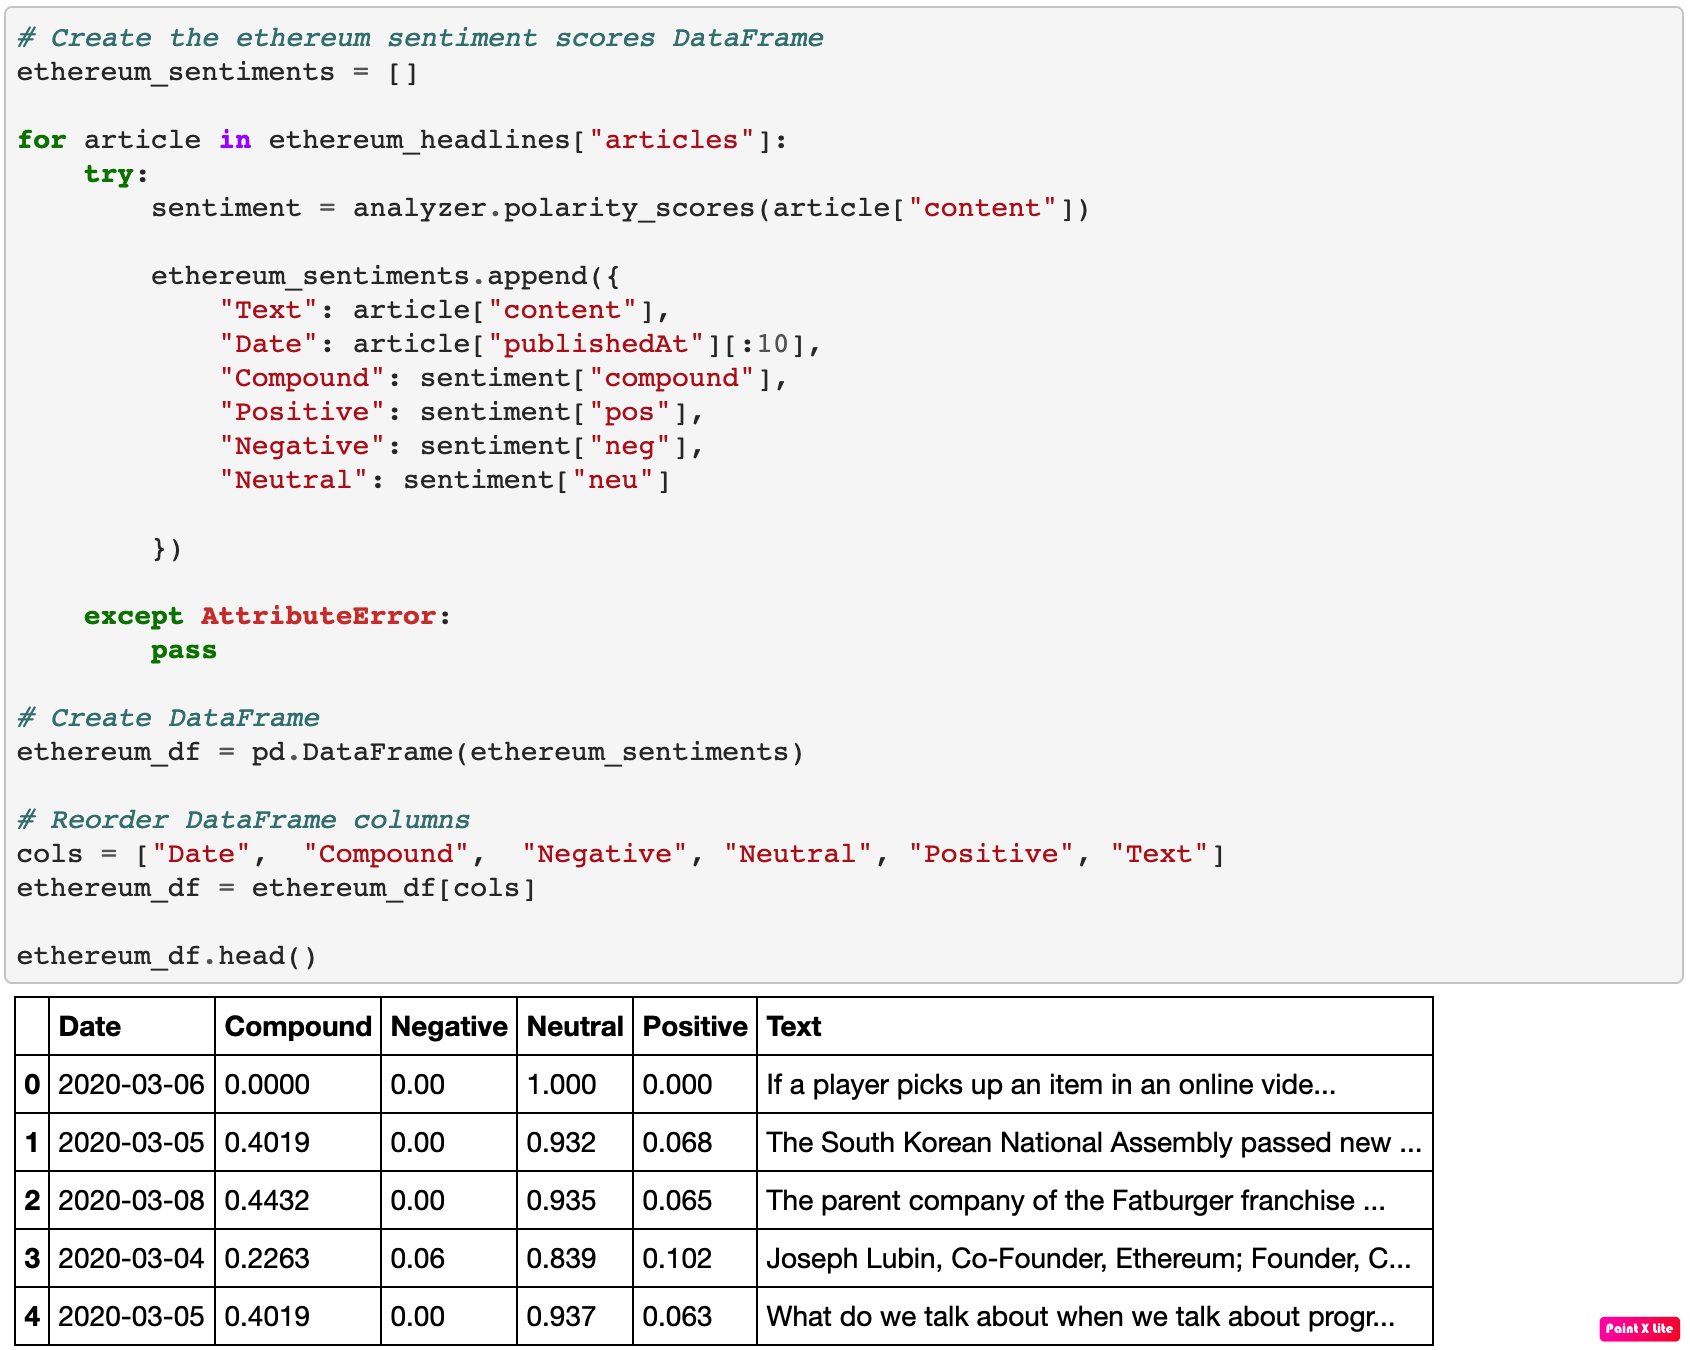 # Create the ethereum sentiment scores DataFrame
ethereum_sentiments = []
for article in ethereum_headlines["articles"]:
    try:
        sentiment = analyzer.polarity_scores(article["content"])
        ethereum_sentiments.append({
            "Text": article["content"],
            "Date": article["publishedAt"][:10],
            "Compound": sentiment["compound"],
            "Positive": sentiment["pos"],
            "Negative": sentiment["neg"],
            "Neutral": sentiment["neu"]
        })
    except AttributeError:
        pass
# Create DataFrame
ethereum_df = pd.DataFrame(ethereum_sentiments)
# Reorder DataFrame columns
cols = ["Date",  "Compound",  "Negative", "Neutral", "Positive", "Text"]
ethereum_df = ethereum_df[cols]
ethereum_df.head()
Date Compound Negative Neutral Positive Text
0 2020-03-06 0.0000 0.00 1.000 0.000 If a player picks up an item in an online vide...
1 2020-03-05 0.4019 0.00 0.932 0.068 The South Korean National Assembly passed new ...
2 2020-03-08 0.4432 0.00 0.935 0.065 The parent company of the Fatburger franchise ...
3 2020-03-04 0.2263 0.06 0.839 0.102 Joseph Lubin, Co-Founder, Ethereum; Founder, C...
4 2020-03-05 0.4019 0.00 0.937 0.063 What do we talk about when we talk about progr...
Paint X Lite